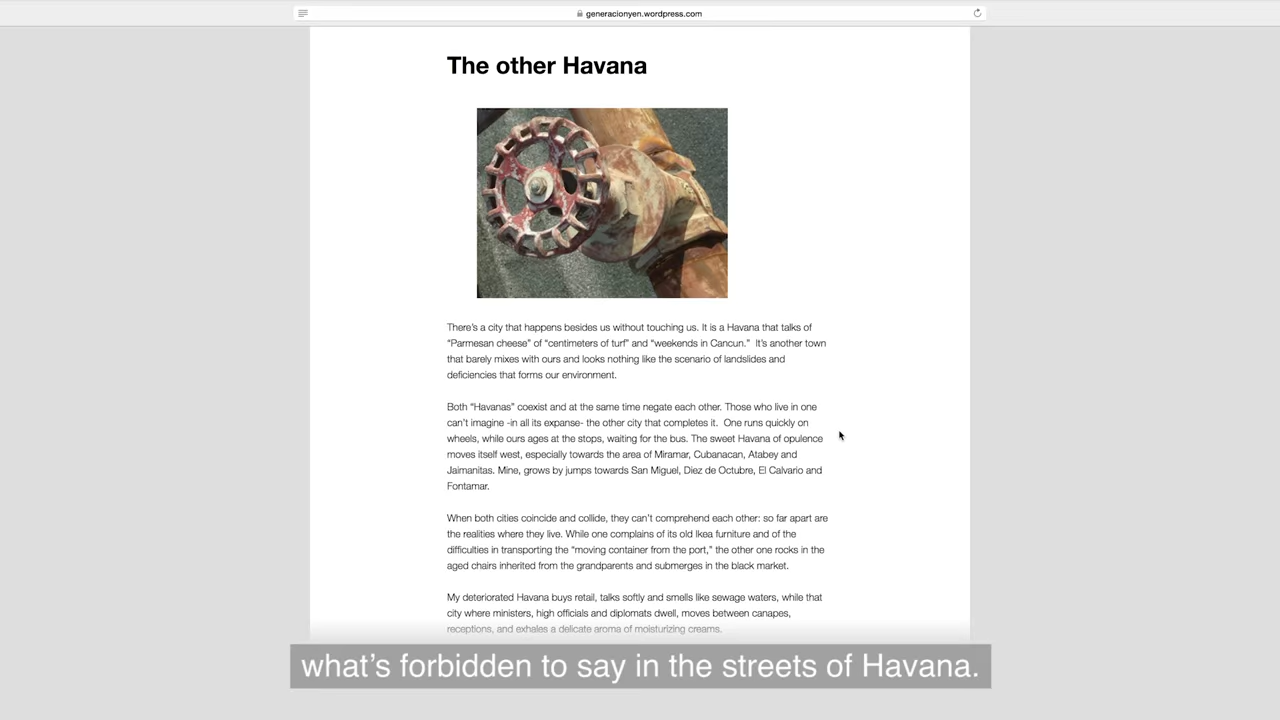 generacionyen.wordpress.com
The other Havana
There's a city that happens besides us without touching us. It is a Havana that talks of
“Parmesan cheese” of “centimeters of turf” and “weekends in Cancun.”  It's another town
that barely mixes with ours and looks nothing like the scenario of landslides and
deficiencies that forms our environment.
Both “Havanas” coexist and at the same time negate each other. Those who live in one
can't imagine -in all its expanse- the other city that completes it.  One runs quickly on
wheels, while ours ages at the stops, waiting for the bus. The sweet Havana of opulence
moves itself west, especially towards the area of Miramar, Cubanacan, Atabey and
Jaimanitas. Mine, grows by jumps towards San Miguel, Diez de Octubre, El Calvario and
Fontamar.
When both cities coincide and collide, they can't comprehend each other: so far apart are
the realities where they live. While one complains of its old Ikea furniture and of the
difficulties in transporting the “moving container from the port,” the other one rocks in the
aged chairs inherited from the grandparents and submerges in the black market.
My deteriorated Havana buys retail, talks softly and smells like sewage waters, while that
city where ministers, high officials and diplomats dwell, moves between canapes,
receptions, and exhales a delicate aroma of moisturizing creams.
what's forbidden to say in the streets of Havana.